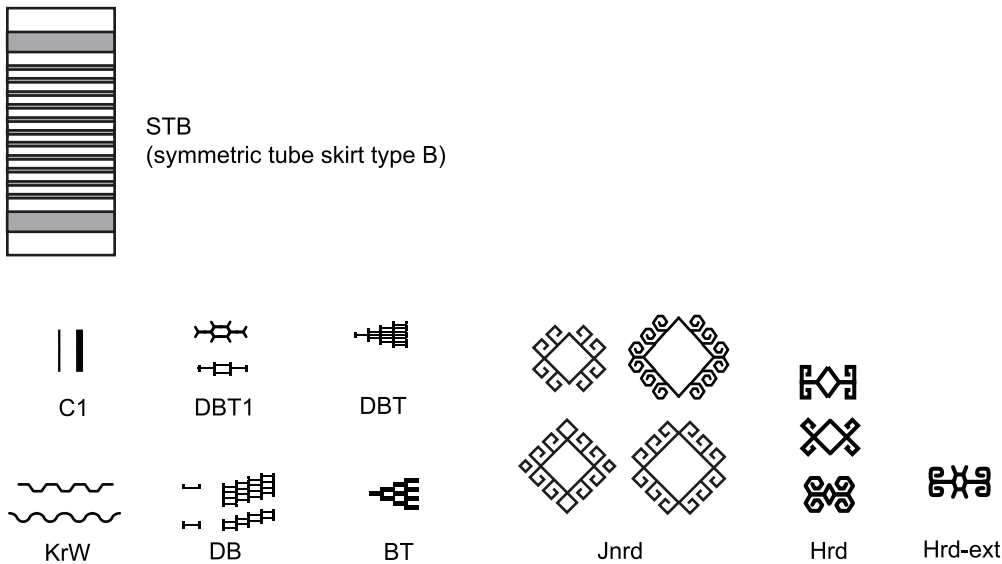 STB
(symmetric tube skirt type B)
C1
DBT1
DBT
KrW
DB
BT
Jnrd
Hrd
Hrd-ext